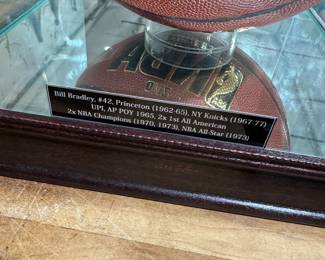 Bill Bradley, #42, Princeton (1962-65), NY Knicks (1967-77)
UPI, AP POY 1965, 2x 1st All American
2x NBA Champions (1970, 1973), NBA All-Star (1973)